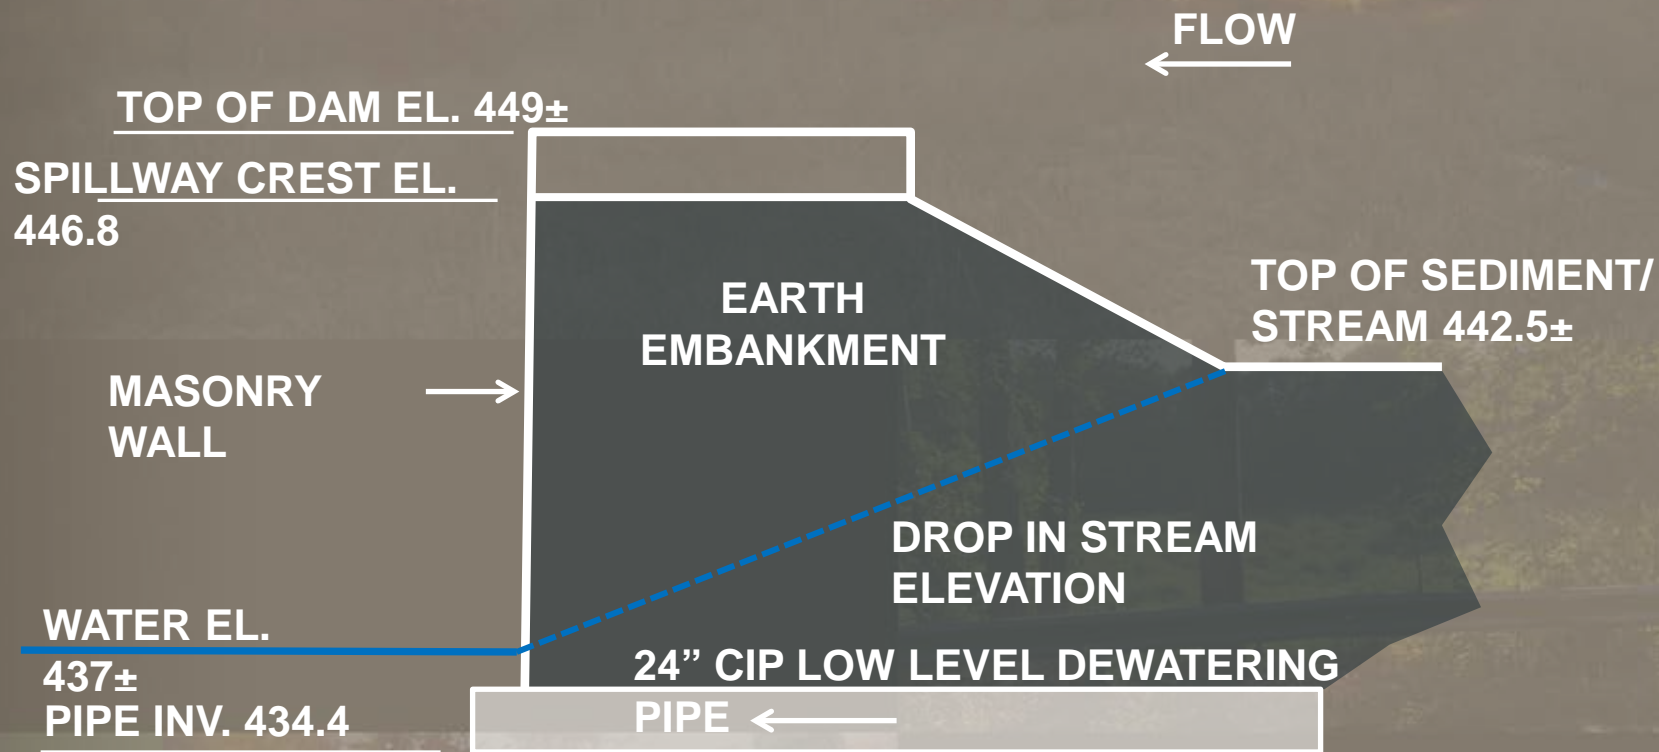 FLOW
TOP OF DAM EL. 449±
SPILLWAY CREST EL.
446.8
EARTH
EMBANKMENT
TOP OF SEDIMENT/
STREAM 442.5±
MASONRY
WALL
DROP IN STREAM
ELEVATION
WATER EL.
437±
24” CIP LOW LEVEL DEWATERING
PIPE
PIPE INV. 434.4